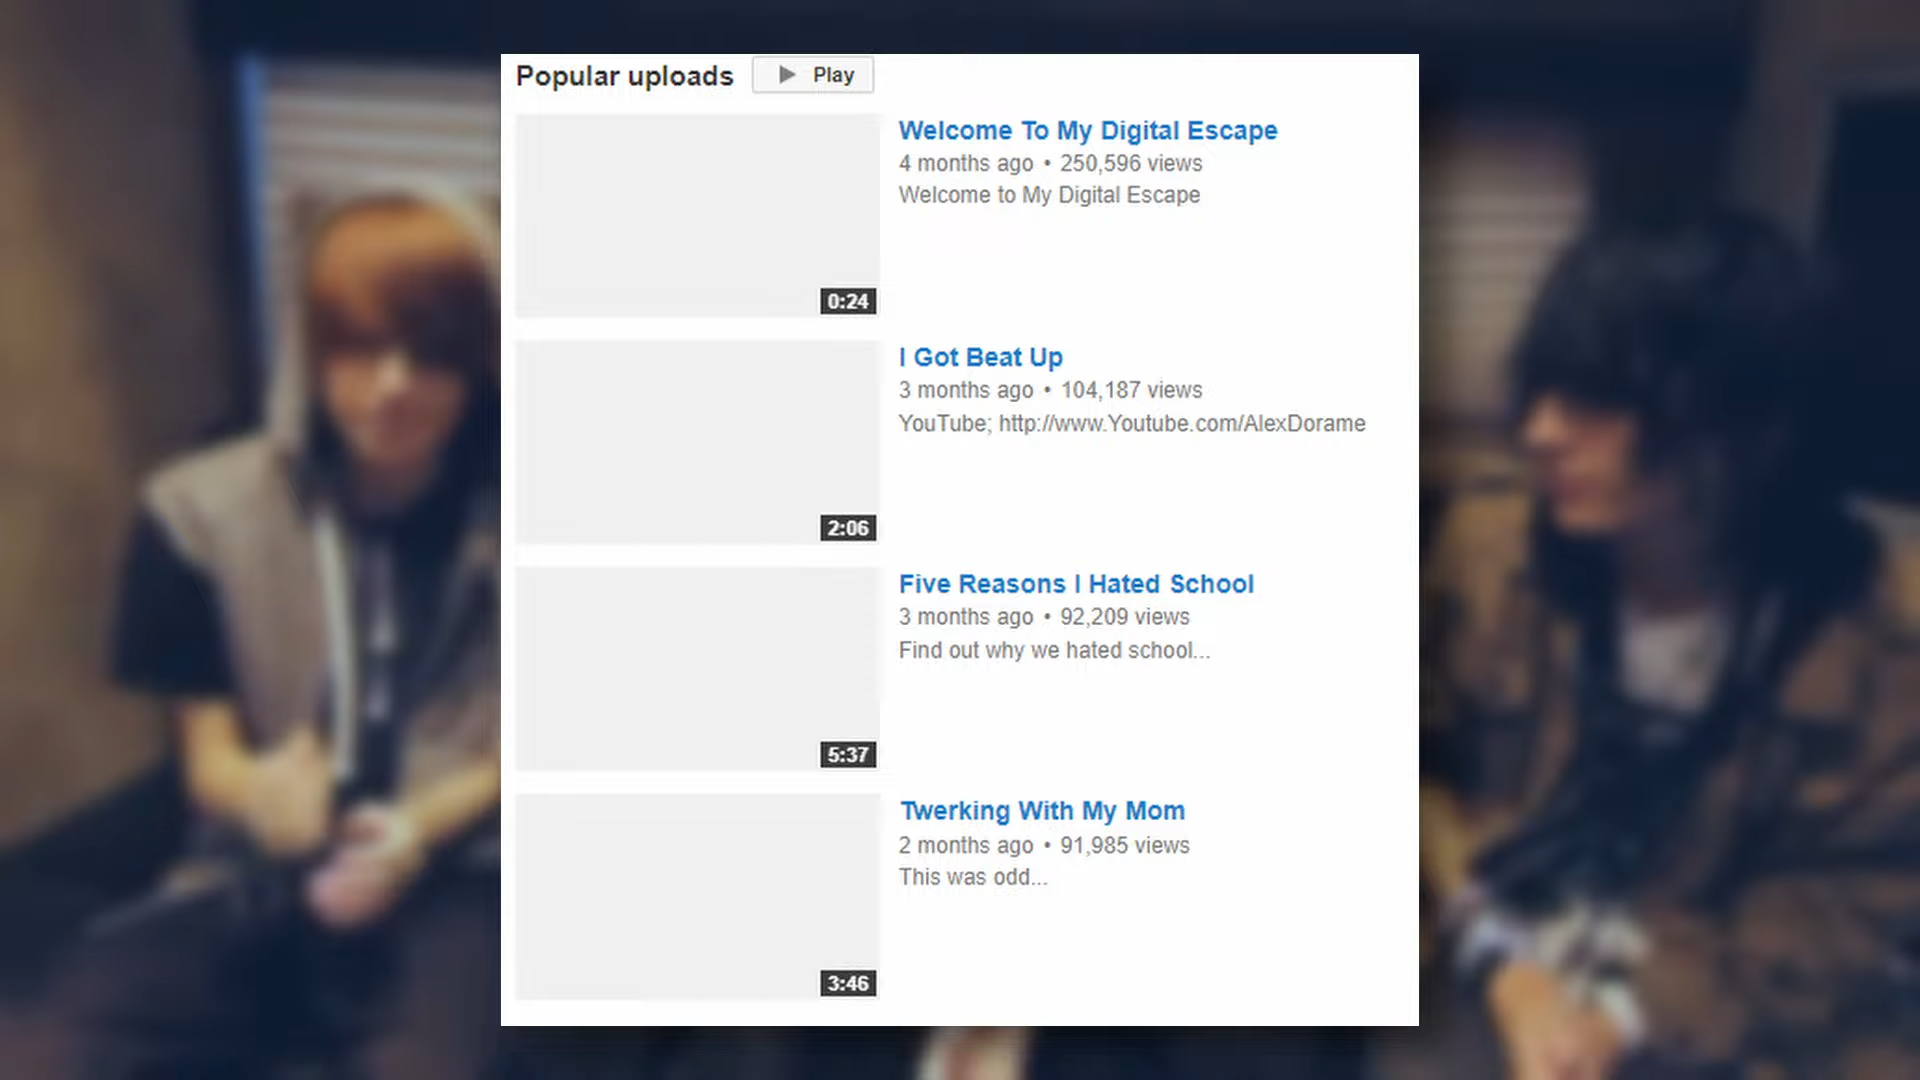 Popular uploads
Play
Welcome To My Digital Escape
4 months ago • 250,596 views
Welcome to My Digital Escape
0:24
I Got Beat Up
3 months ago • 104,187 views
YouTube; http://www.Youtube.com/AlexDorame
2:06
Five Reasons I Hated School
3 months ago • 92,209 views
Find out why we hated school...
5:37
Twerking With My Mom
2 months ago • 91,985 views
This was odd...
3:46